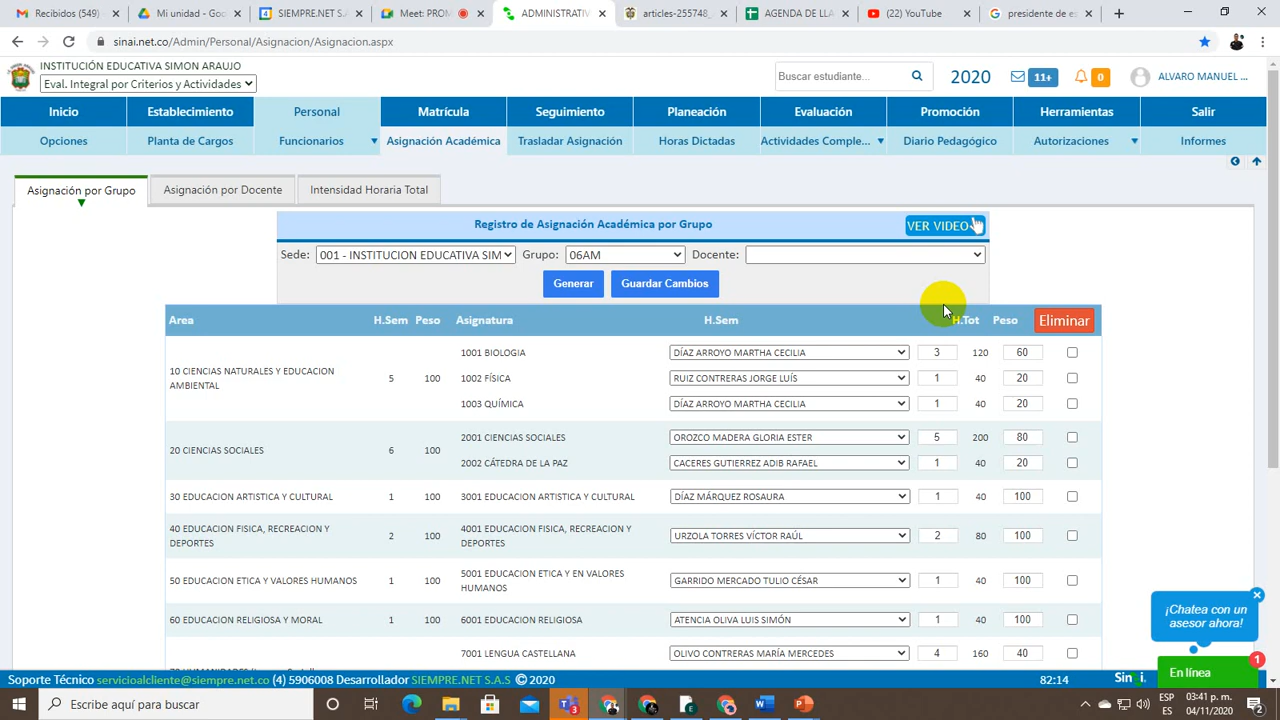 Recibidos (549)
Mi unidad - Goo
SIEMPRE.NET S.A.
Meet: PROM
ADMINISTRATIV
articles-255748_
AGENDA DE LLA
(22) YouTube
presidente de es
sinai.net.co/Admin/Personal/Asignacion/Asignacion.aspx
INSTITUCIÓN EDUCATIVA SIMON ARAUJO
Eval. Integral por Criterios y Actividades
Buscar estudiante...
2020
11+
0
ALVARO MANUEL ...
Inicio Establecimiento Personal Matrícula Seguimiento Planeación Evaluación Promoción Herramientas Salir
Opciones Planta de Cargos Funcionarios Asignación Académica Trasladar Asignación Horas Dictadas Actividades Comple... Diario Pedagógico Autorizaciones Informes
Asignación por Grupo Asignación por Docente Intensidad Horaria Total
Registro de Asignación Académica por Grupo VER VIDEO
Sede: 001 - INSTITUCION EDUCATIVA SIM Grupo: 06AM Docente:
Generar Guardar Cambios
Area H.Sem Peso Asignatura H.Sem H.Tot Peso Eliminar
10 CIENCIAS NATURALES Y EDUCACION
AMBIENTAL 5 100
1001 BIOLOGIA DÍAZ ARROYO MARTHA CECILIA 3 120 60
1002 FÍSICA RUIZ CONTRERAS JORGE LUÍS 1 40 20
1003 QUÍMICA DÍAZ ARROYO MARTHA CECILIA 1 40 20
20 CIENCIAS SOCIALES 6 100
2001 CIENCIAS SOCIALES OROZCO MADERA GLORIA ESTER 5 200 80
2002 CÁTEDRA DE LA PAZ CACERES GUTIERREZ ADIB RAFAEL 1 40 20
30 EDUCACION ARTISTICA Y CULTURAL 1 100 3001 EDUCACION ARTISTICA Y CULTURAL DÍAZ MÁRQUEZ ROSAURA 1 40 100
40 EDUCACION FISICA, RECREACION Y
DEPORTES 2 100
4001 EDUCACION FISICA, RECREACION Y
DEPORTES URZOLA TORRES VÍCTOR RAÚL 2 80 100
50 EDUCACION ETICA Y VALORES HUMANOS 1 100
5001 EDUCACION ETICA Y EN VALORES
HUMANOS GARRIDO MERCADO TULIO CÉSAR 1 40 100
60 EDUCACION RELIGIOSA Y MORAL 1 100 6001 EDUCACION RELIGIOSA ATENCIA OLIVA LUIS SIMÓN 1 40 100
7001 LENGUA CASTELLANA OLIVO CONTRERAS MARÍA MERCEDES 4 160 40
¡Chatea con un
asesor ahora!
En línea
1
Soporte Técnico servicioalcliente@siempre.net.co (4) 5906008 Desarrollador SIEMPRE.NET S.A.S © 2020 82:14 Sinai.
Escribe aquí para buscar
ESP
ES
03:41 p. m.
04/11/2020
2